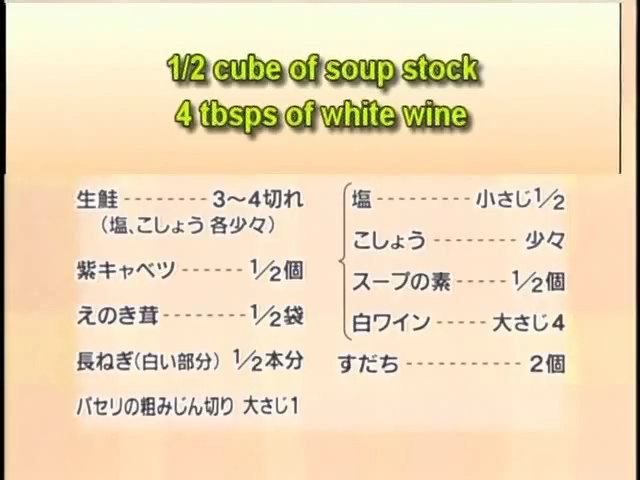 1/2 cube of soup stock
4 tbsps of white wine
生鮭--------3〜4切れ
(塩、こしょう 各少々)
紫キャベツ------1/2個
えのき茸--------1/2袋
長ねぎ(白い部分) 1/2本分
パセリの粗みじん切り 大さじ1
塩---------小さじ1/2
こしょう---------少々
スープの素-----1/2個
白ワイン-----大さじ4
すだち-----------2個